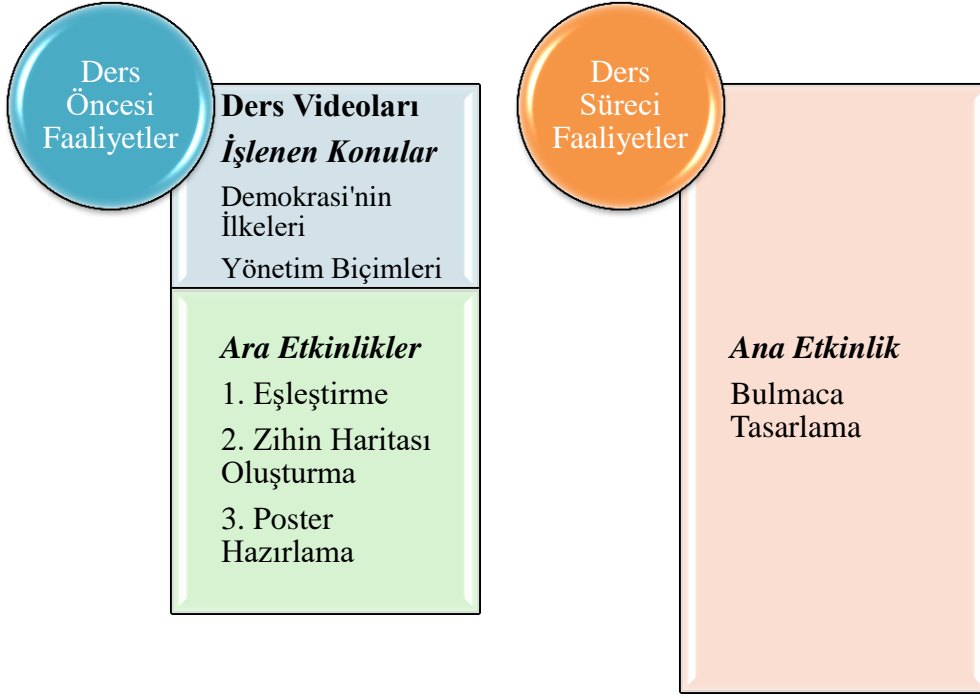 Ders
Öncesi
Faaliyetler
Ders Videoları
İşlenen Konular
Demokrasi'nin
İlkeleri
Yönetim Biçimleri
Ara Etkinlikler
1. Eşleştirme
2. Zihin Haritası
Oluşturma
3. Poster
Hazırlama
Ders
Süreci
Faaliyetler
Ana Etkinlik
Bulmaca
Tasarlama